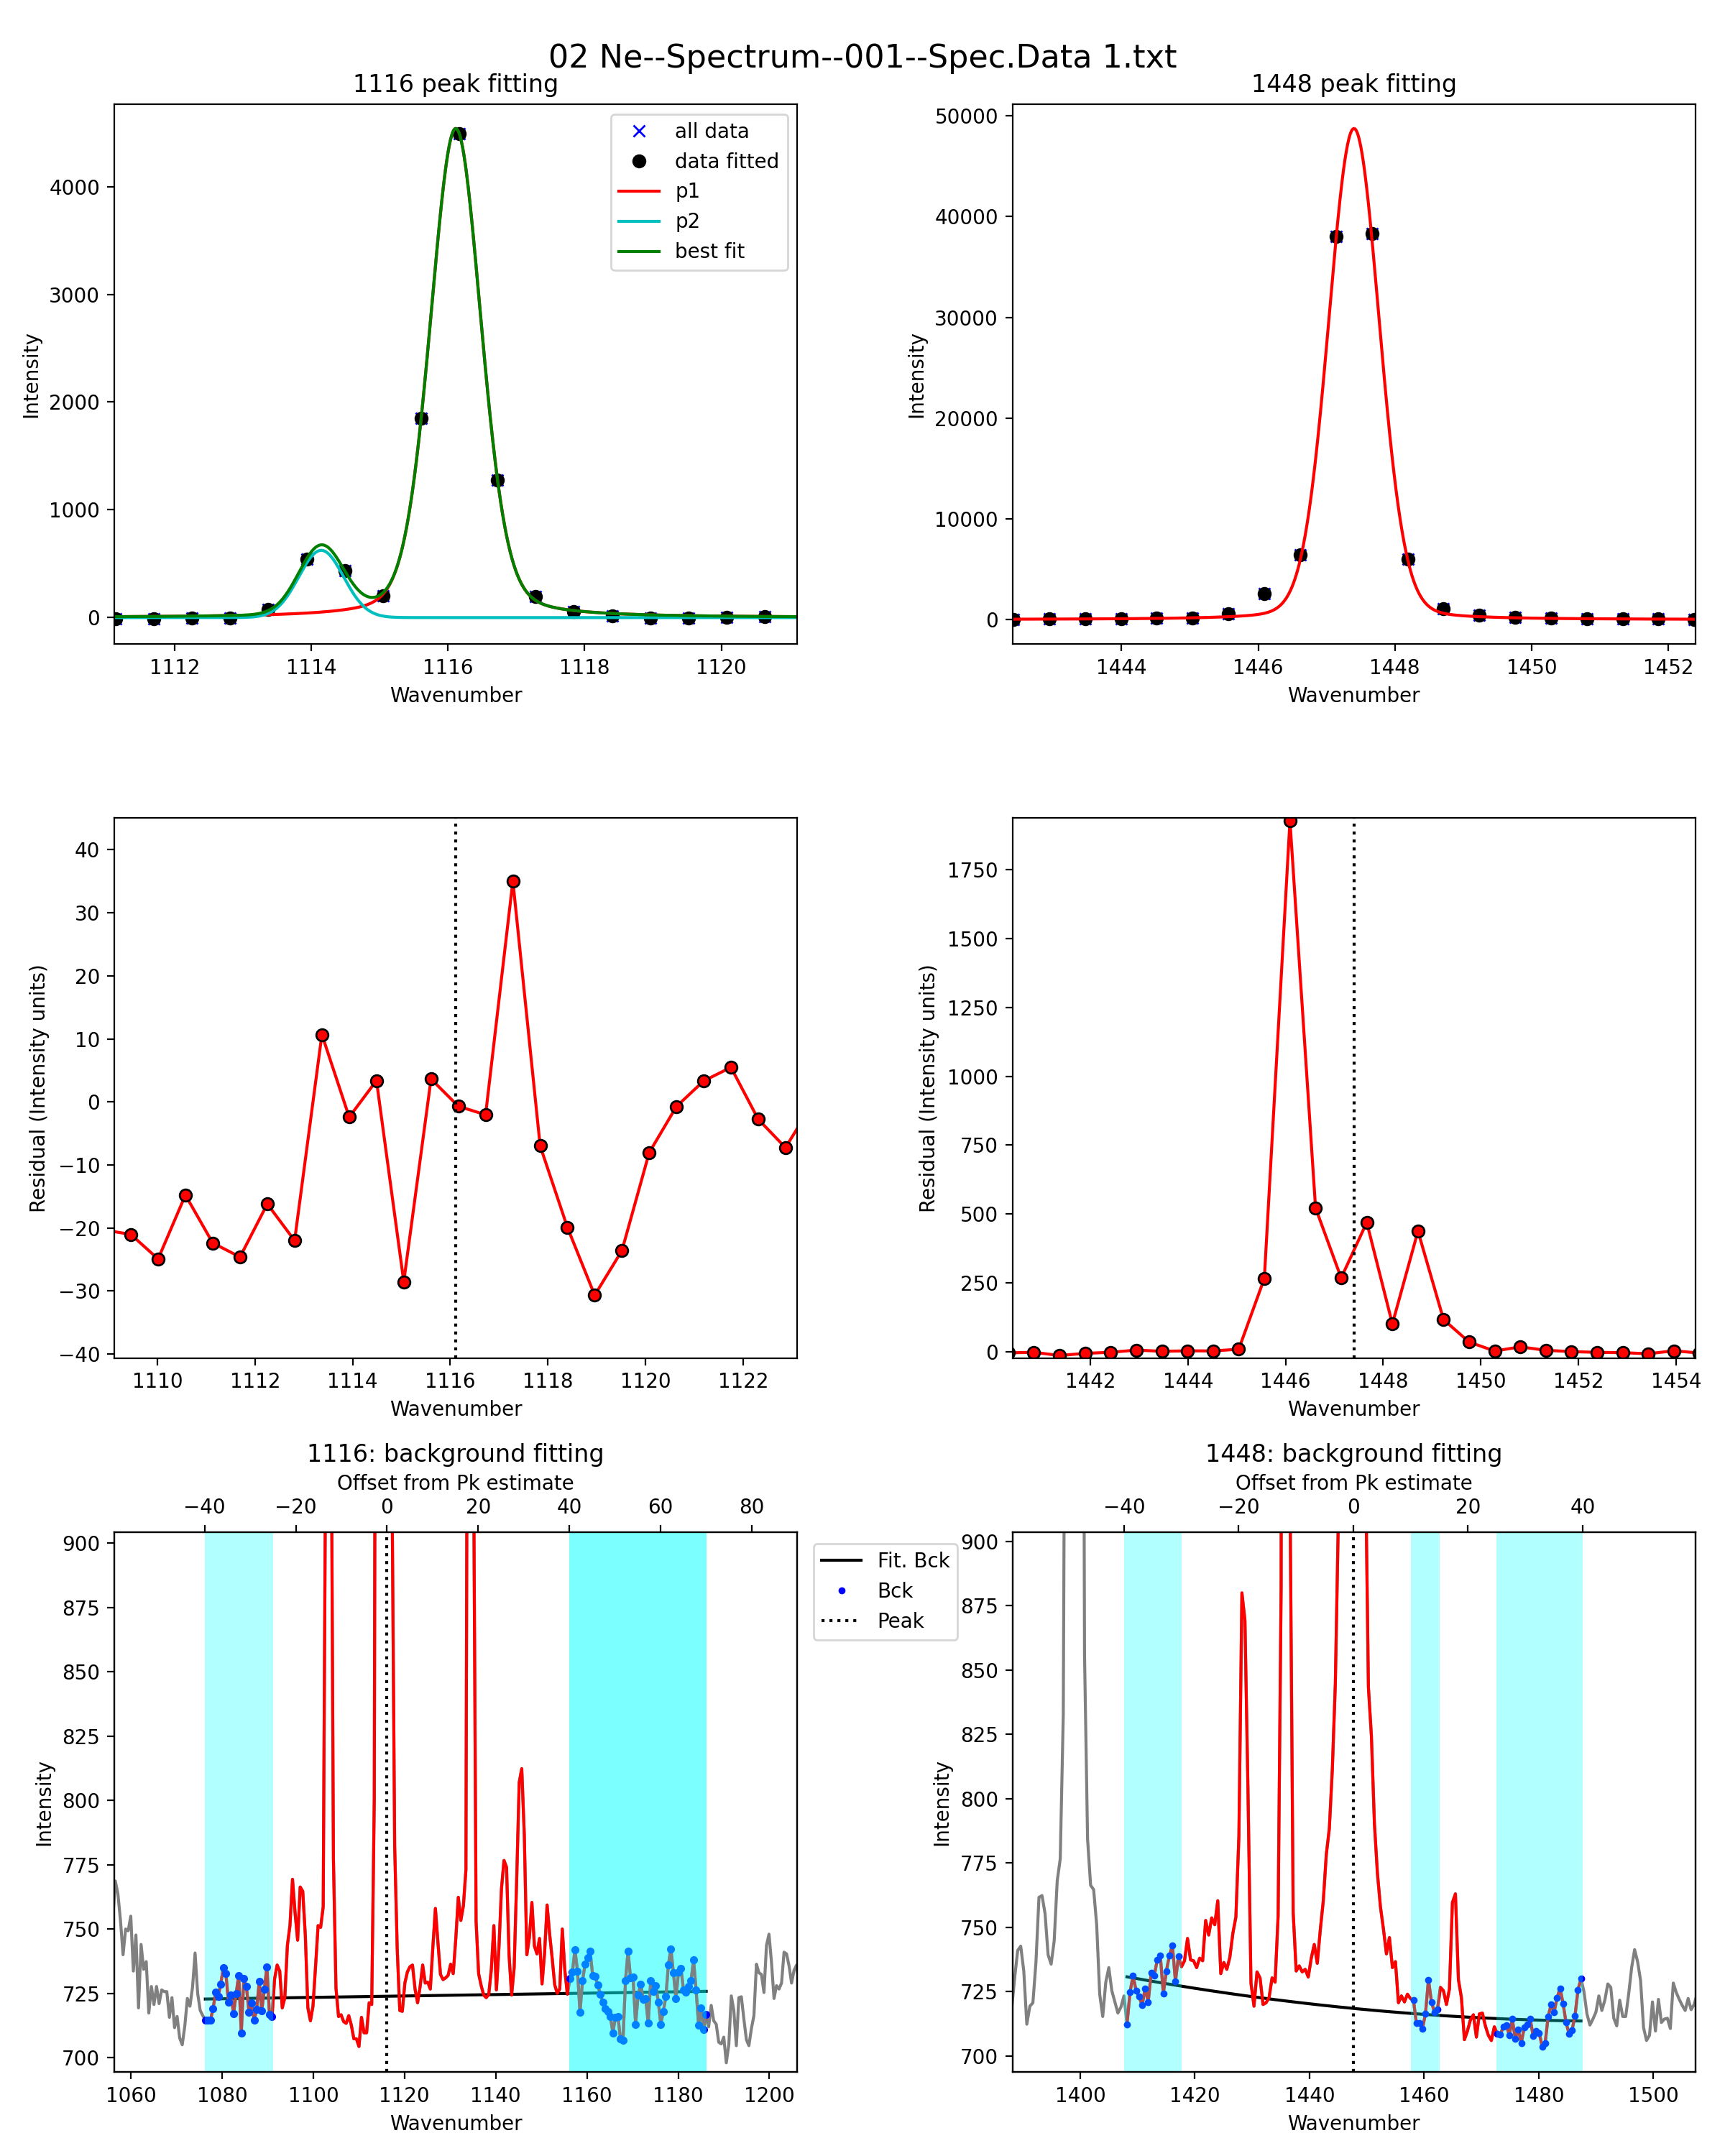 02 Ne--Spectrum--001--Spec.Data 1.txt
1116 peak fitting
4000
3000
2000
1000
0
Intensity
1112 1114 1116 1118 1120
Wavenumber
all data
data fitted
p1
p2
best fit
1448 peak fitting
50000
40000
30000
20000
10000
0
Intensity
1444 1446 1448 1450 1452
Wavenumber
40
30
20
10
0
−10
−20
−30
−40
Residual (Intensity units)
1110 1112 1114 1116 1118 1120 1122
Wavenumber
1750
1500
1250
1000
750
500
250
0
Residual (Intensity units)
1442 1444 1446 1448 1450 1452 1454
Wavenumber
1116: background fitting
Offset from Pk estimate
−40 −20 0 20 40 60 80
900
875
850
825
800
775
750
725
700
Intensity
1060 1080 1100 1120 1140 1160 1180 1200
Wavenumber
Fit. Bck
Bck
Peak
1448: background fitting
Offset from Pk estimate
−40 −20 0 20 40
900
875
850
825
800
775
750
725
700
Intensity
1400 1420 1440 1460 1480 1500
Wavenumber